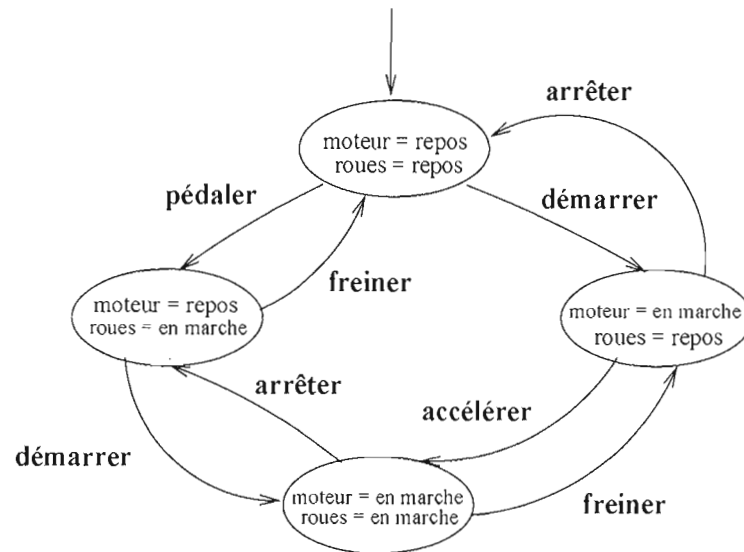 arrêter
moteur = repos
roues = repos
pédaler
démarrer
freiner
moteur = repos
roues = en marche
moteur = en marche
roues = repos
arrêter
accélérer
démarrer
freiner
moteur = en marche
roues = en marche